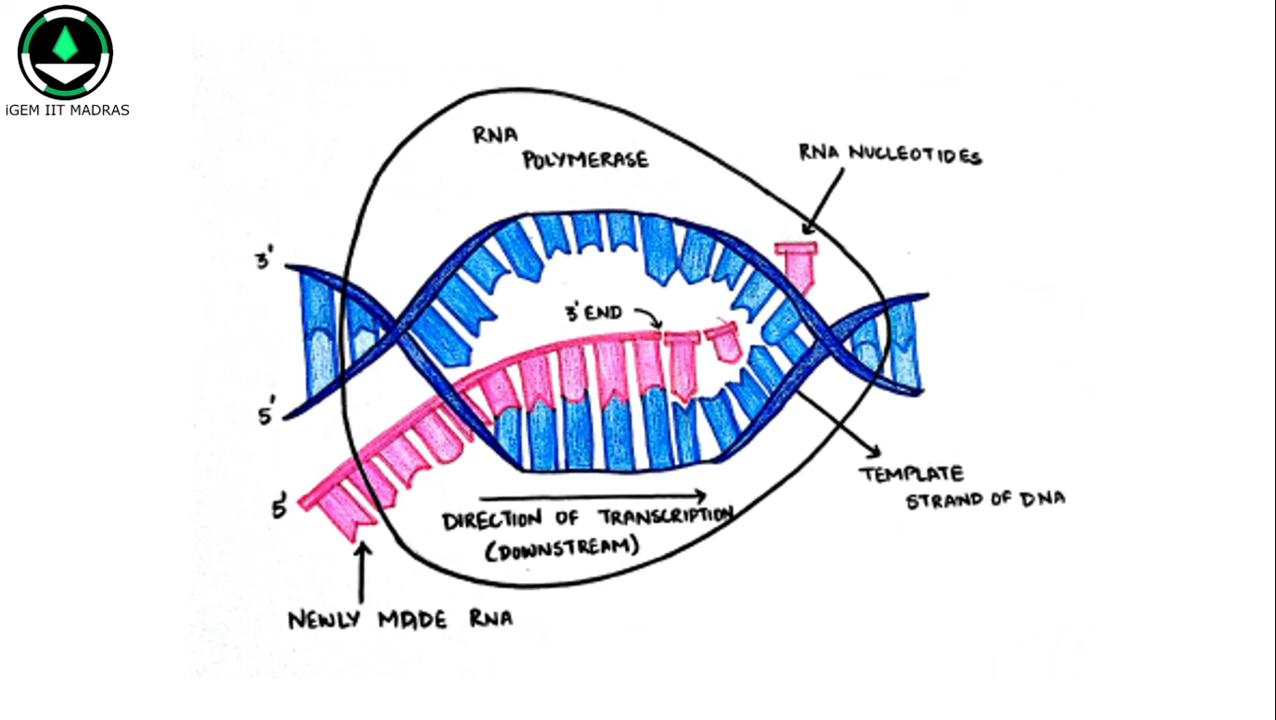 iGEM IIT MADRAS
RNA
POLYMERASE
RNA NUCLEOTIDES
3'
3' END
5'
TEMPLATE
STRAND OF DNA
5'
DIRECTION OF TRANSCRIPTION
(DOWNSTREAM)
NEWLY MADE RNA